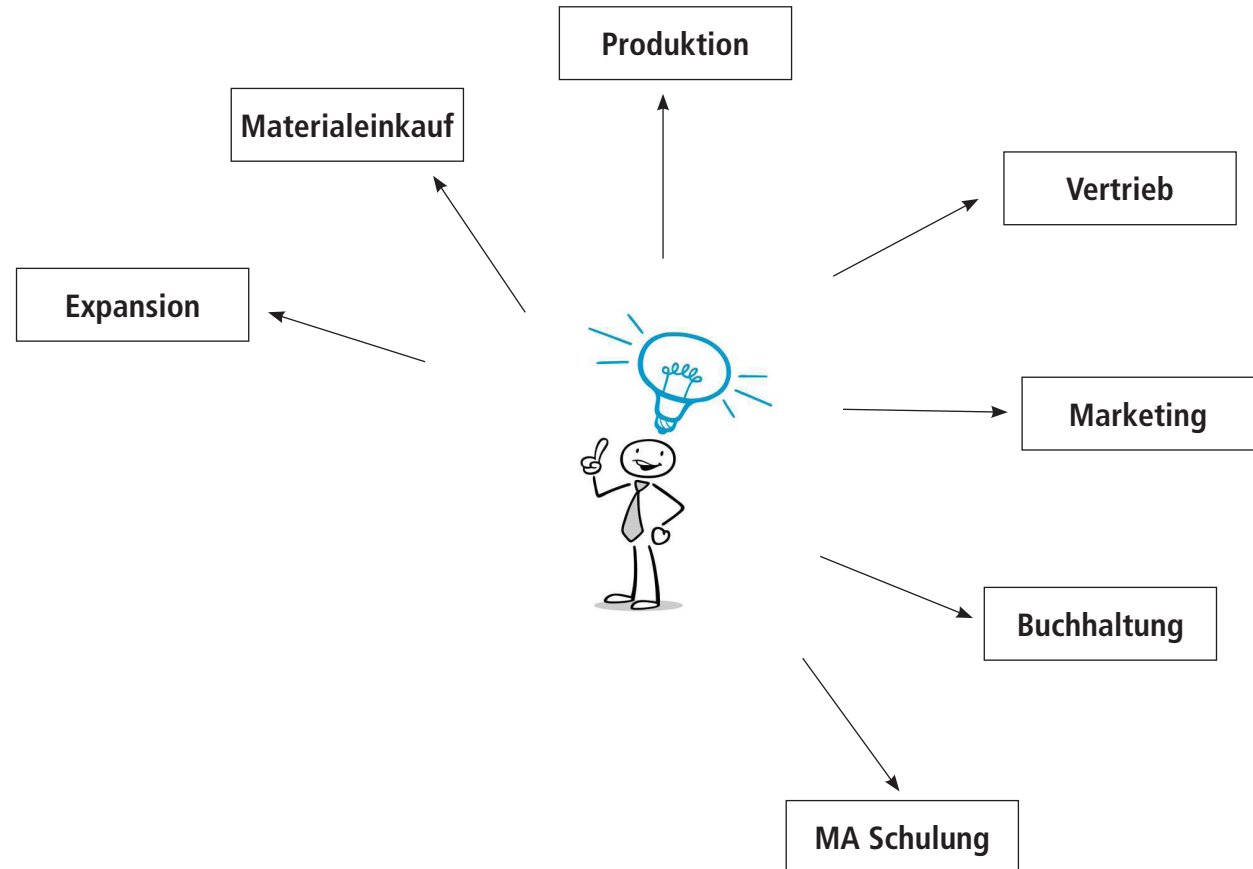 Produktion
Materialeinkauf
Vertrieb
Expansion
Marketing
Buchhaltung
MA Schulung